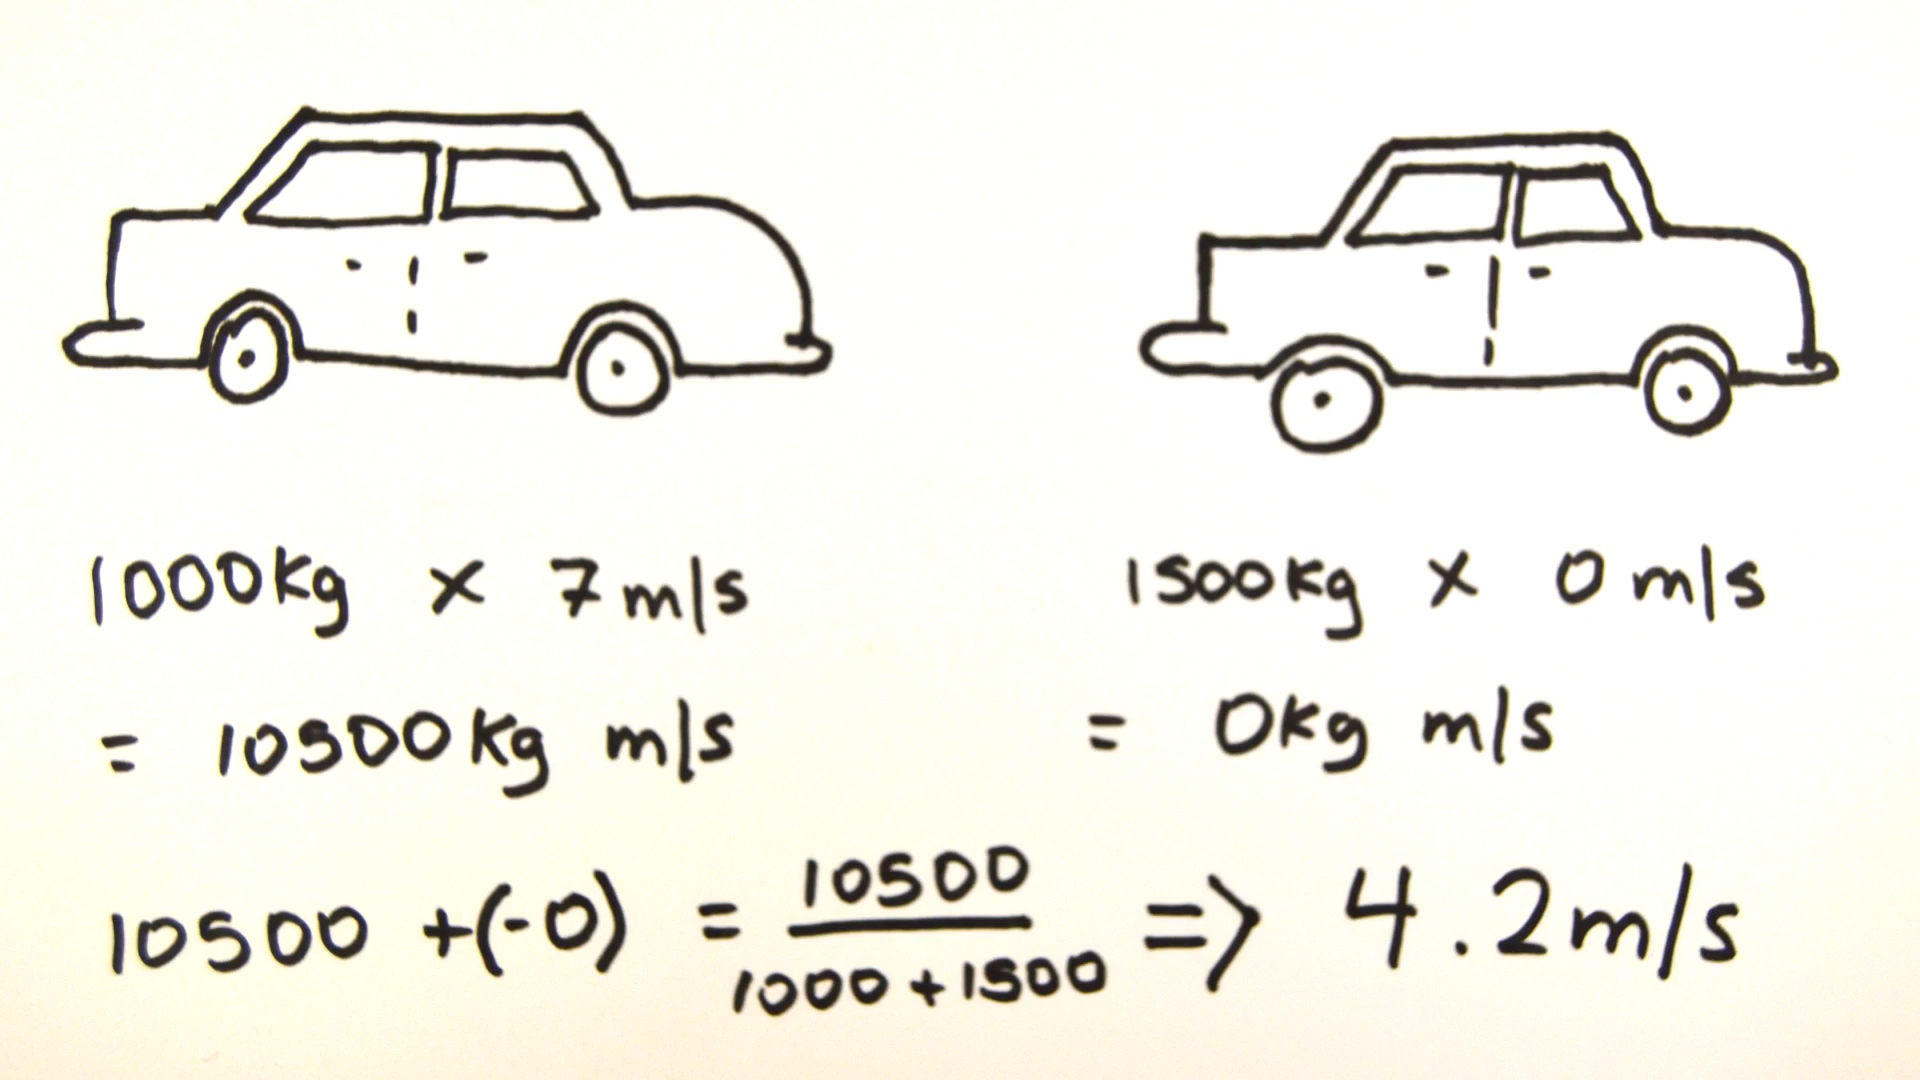 1000kg x 7m/s
1500kg x 0m/s
= 10500kg m/s
= 0kg m/s
10500 +(-0) = 10500 / 1000 + 1500 => 4.2m/s